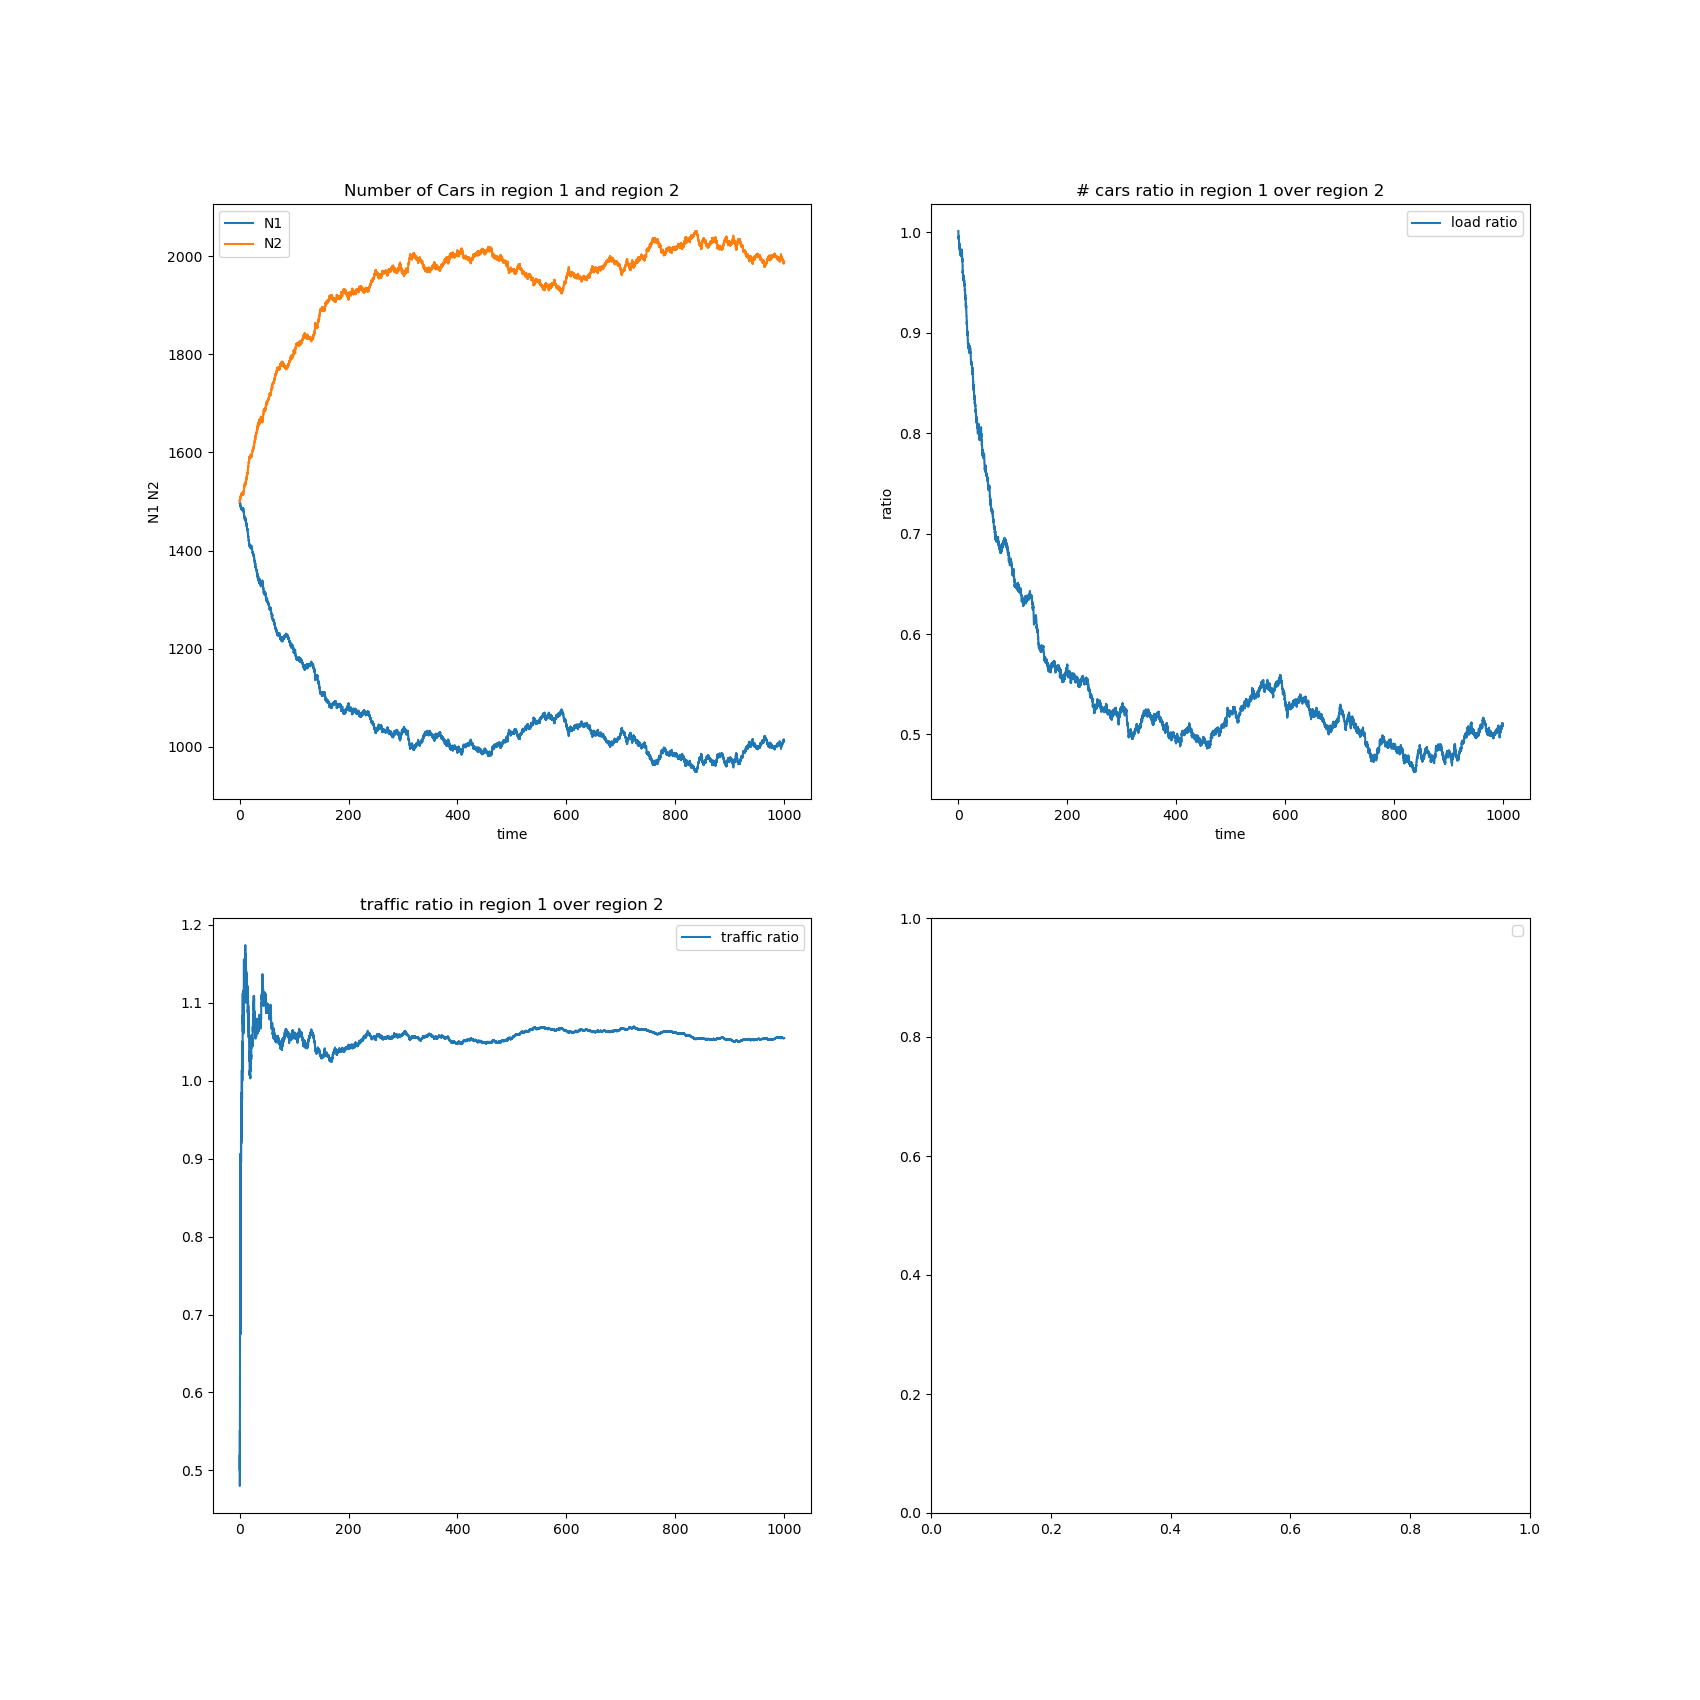 Number of Cars in region 1 and region 2
N1
N2
N1 N2
2000
1800
1600
1400
1200
1000
0 200 400 600 800 1000
time
# cars ratio in region 1 over region 2
load ratio
ratio
1.0
0.9
0.8
0.7
0.6
0.5
0 200 400 600 800 1000
time
traffic ratio in region 1 over region 2
traffic ratio
1.2
1.1
1.0
0.9
0.8
0.7
0.6
0.5
0 200 400 600 800 1000
1.0
0.8
0.6
0.4
0.2
0.0
0.0 0.2 0.4 0.6 0.8 1.0